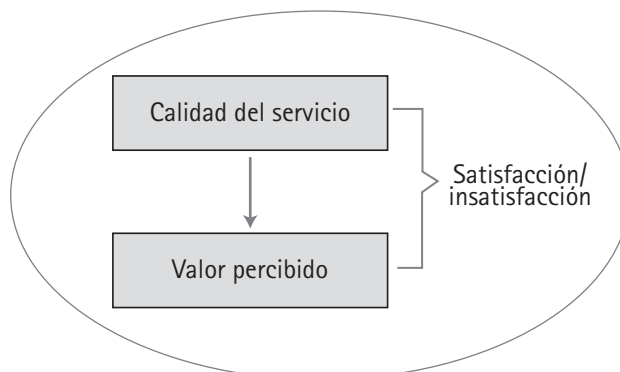 Calidad del servicio
Satisfacción/
insatisfacción
Valor percibido